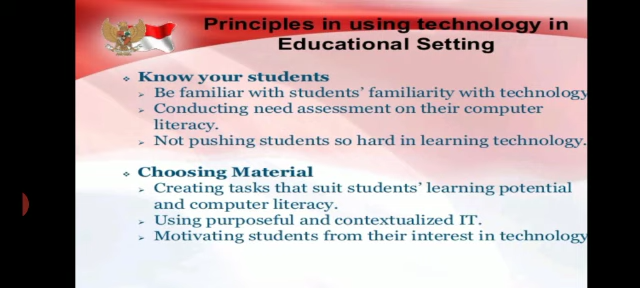 Principles in using technology in
Educational Setting
Know your students
Be familiar with students' familiarity with technology
Conducting need assessment on their computer
literacy.
Not pushing students so hard in learning technology.
Choosing Material
Creating tasks that suit students' learning potential
and computer literacy.
Using purposeful and contextualized IT.
Motivating students from their interest in technology